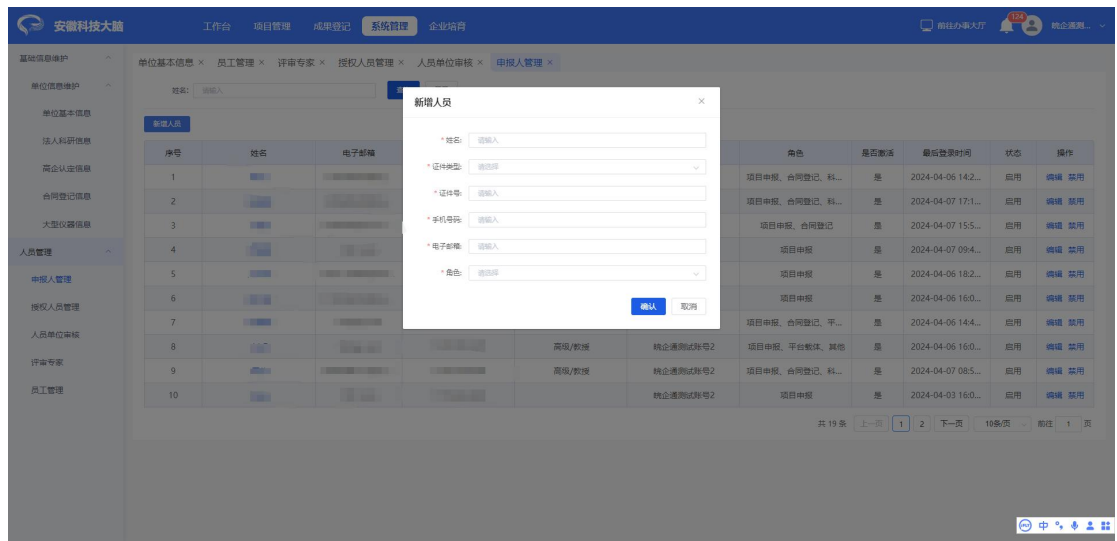 安徽科技大脑 工作台 项目管理 成果登记 系统管理 企业培育 前往办事大厅 124 皖企通测...
基础信息维护
单位信息维护
单位基本信息
法人科研信息
高企认定信息
合同登记信息
大型仪器信息
人员管理
申报人管理
授权人员管理
人员单位审核
评审专家
员工管理
单位基本信息 × 员工管理 × 评审专家 × 授权人员管理 × 人员单位审核 × 申报人管理 ×
姓名: 请输入
新增人员
序号 姓名 电子邮箱 角色 是否激活 最后登录时间 状态 操作
1 项目申报、合同登记、科... 是 2024-04-06 14:2... 启用 编辑 禁用
2 项目申报、合同登记、科... 是 2024-04-07 17:1... 启用 编辑 禁用
3 项目申报、合同登记 是 2024-04-07 15:5... 启用 编辑 禁用
4 项目申报 是 2024-04-07 09:4... 启用 编辑 禁用
5 项目申报 是 2024-04-06 18:2... 启用 编辑 禁用
6 项目申报 是 2024-04-06 16:0... 启用 编辑 禁用
7 项目申报、合同登记、平... 是 2024-04-06 14:4... 启用 编辑 禁用
8 高级/教授 皖企通测试账号2 项目申报、平台载体、其他 是 2024-04-06 16:0... 启用 编辑 禁用
9 高级/教授 皖企通测试账号2 项目申报、合同登记、科... 是 2024-04-07 08:5... 启用 编辑 禁用
10 皖企通测试账号2 项目申报 是 2024-04-03 16:0... 启用 编辑 禁用
共 19 条 上一页 1 2 下一页 10条/页 前往 1 页
新增人员 ×
* 姓名: 请输入
* 证件类型: 请选择
* 证件号: 请输入
* 手机号码: 请输入
* 电子邮箱: 请输入
* 角色: 请选择
确认 取消
中